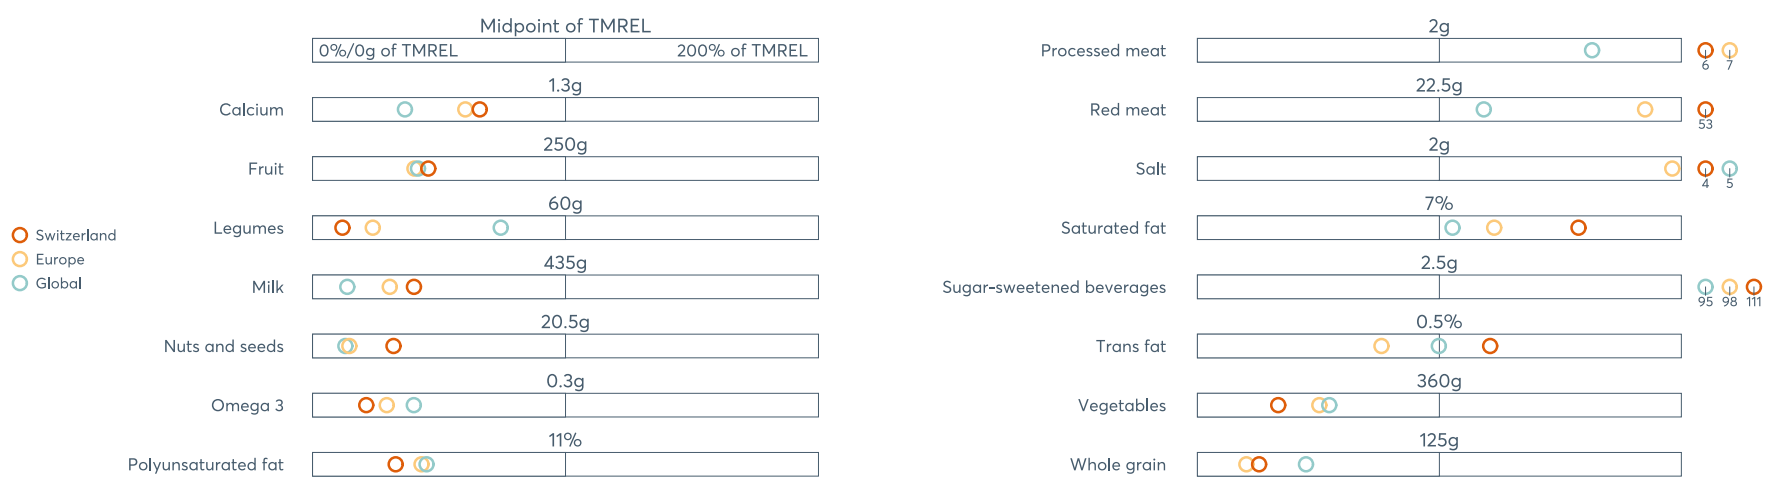 Midpoint of TMREL
0%/0g of TMREL 200% of TMREL
1.3g
Calcium
250g
Fruit
60g
Legumes
435g
Milk
20.5g
Nuts and seeds
0.3g
Omega 3
11%
Polyunsaturated fat
Switzerland
Europe
Global
2g
Processed meat
6 7
22.5g
Red meat
53
2g
Salt
4 5
7%
Saturated fat
2.5g
Sugar-sweetened beverages
95 98 111
0.5%
Trans fat
360g
Vegetables
125g
Whole grain